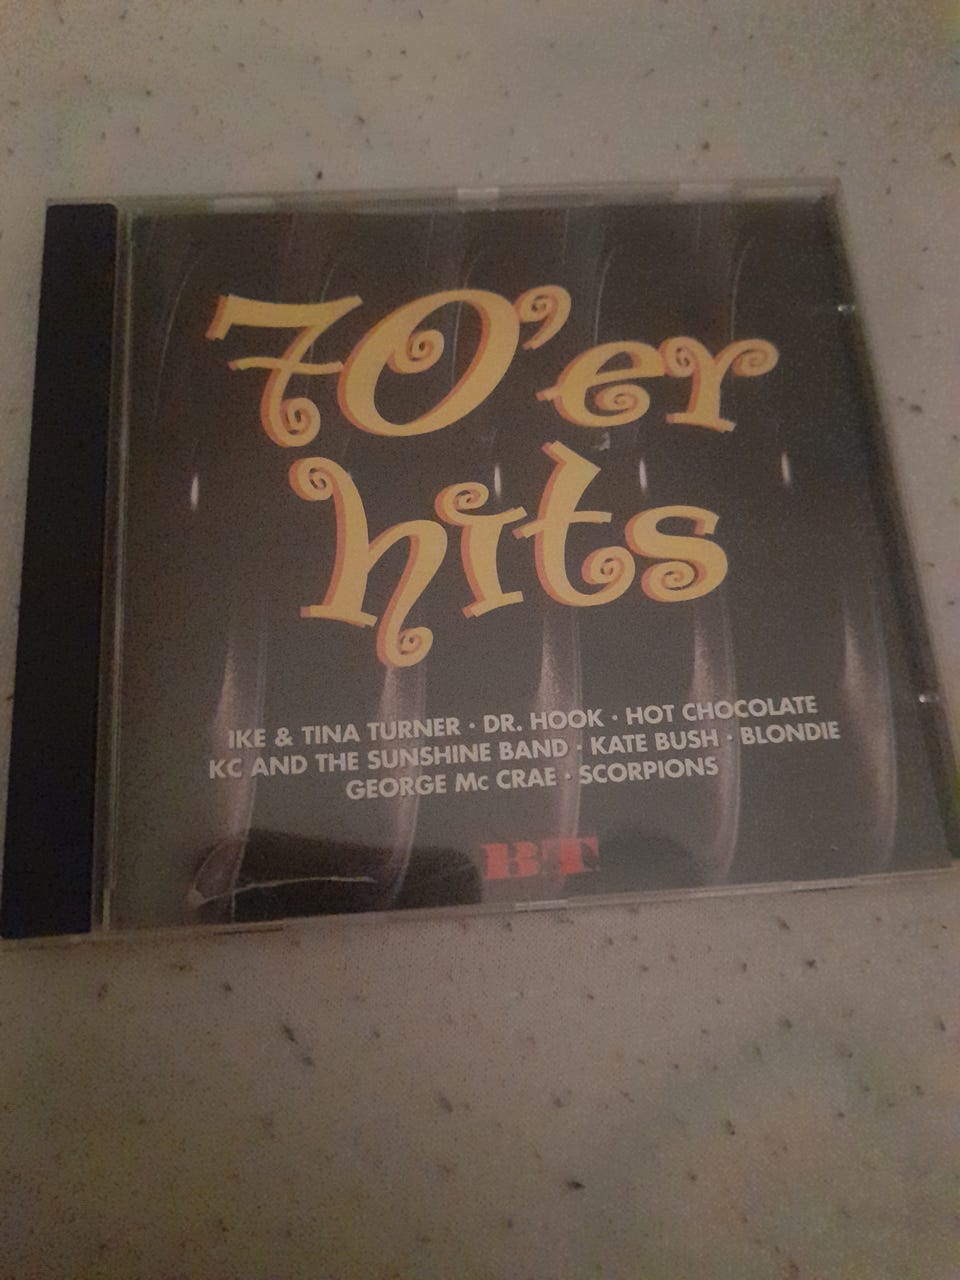 70'er
hits
IKE & TINA TURNER · DR. HOOK · HOT CHOCOLATE
KC AND THE SUNSHINE BAND · KATE BUSH · BLONDIE
GEORGE Mc CRAE · SCORPIONS
BT